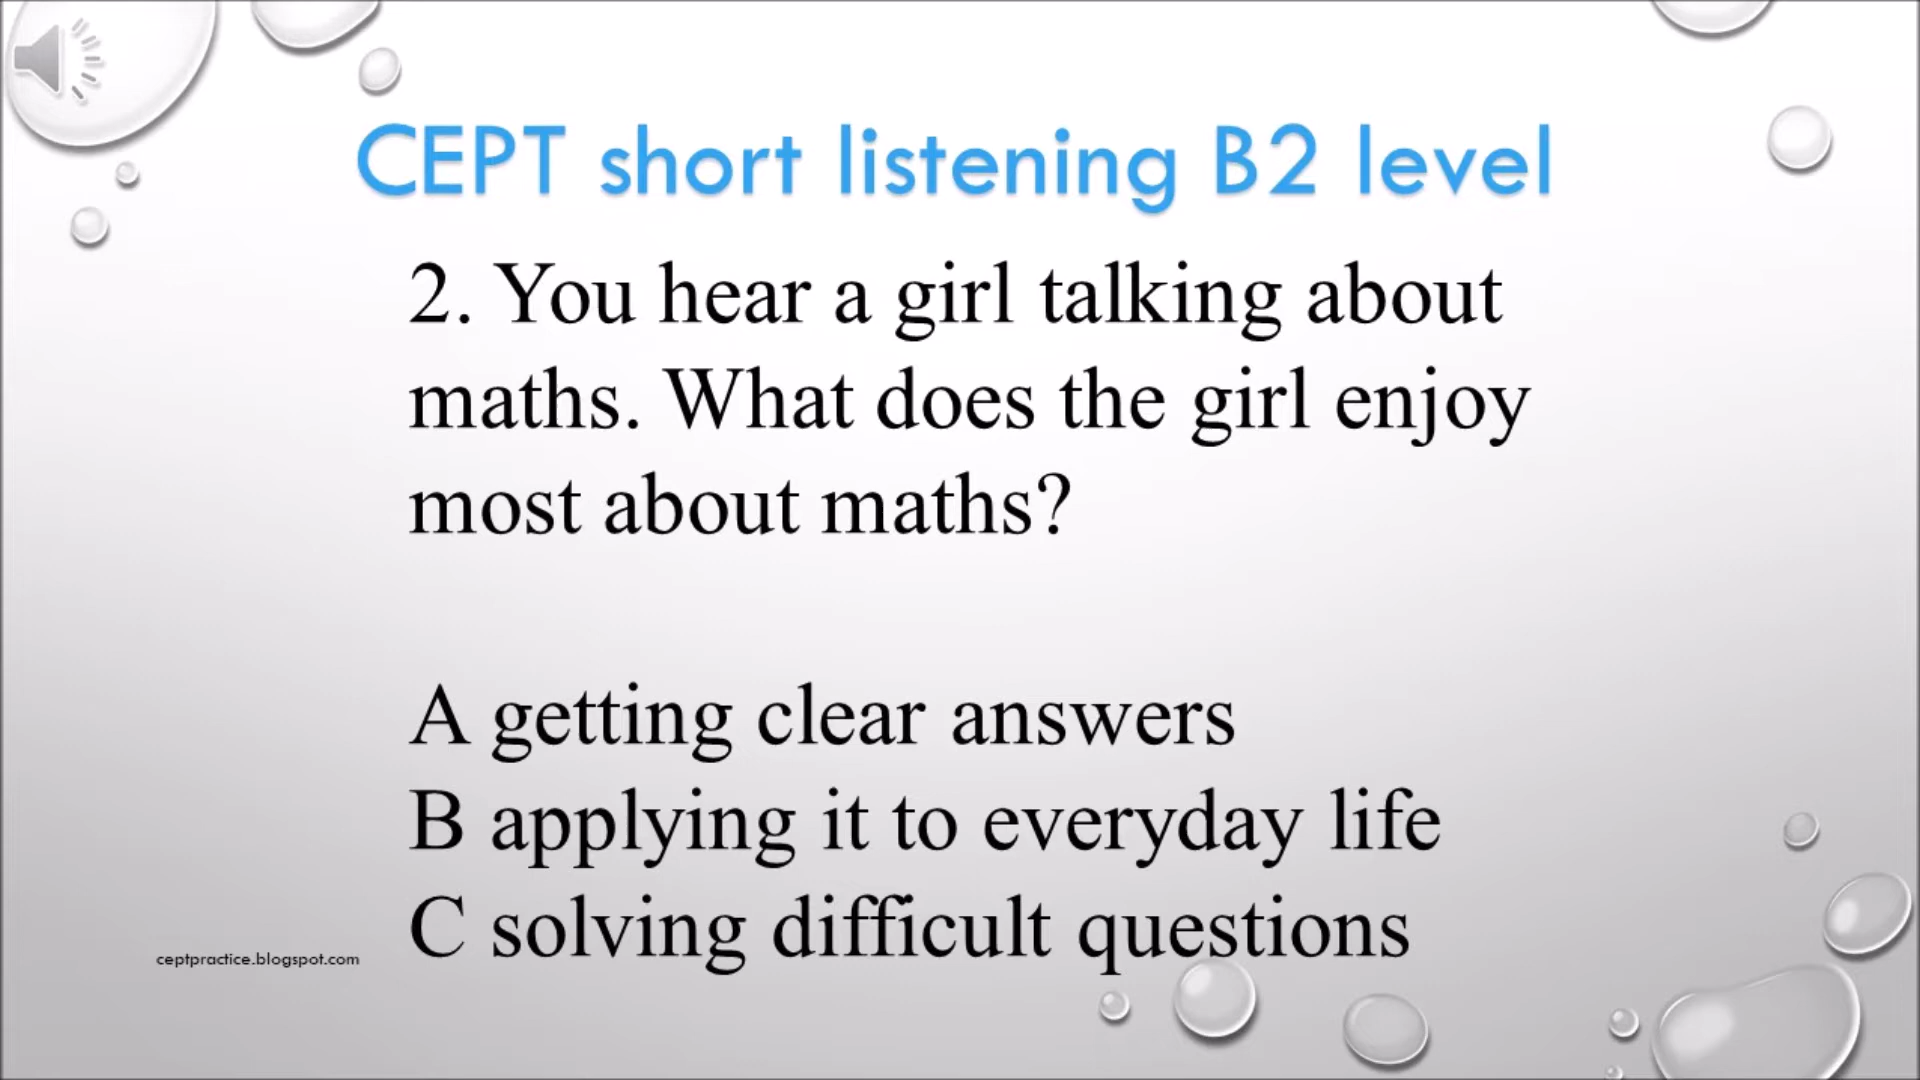 CEPT short listening B2 level
2. You hear a girl talking about
maths. What does the girl enjoy
most about maths?
A getting clear answers
B applying it to everyday life
C solving difficult questions
ceptpractice.blogspot.com